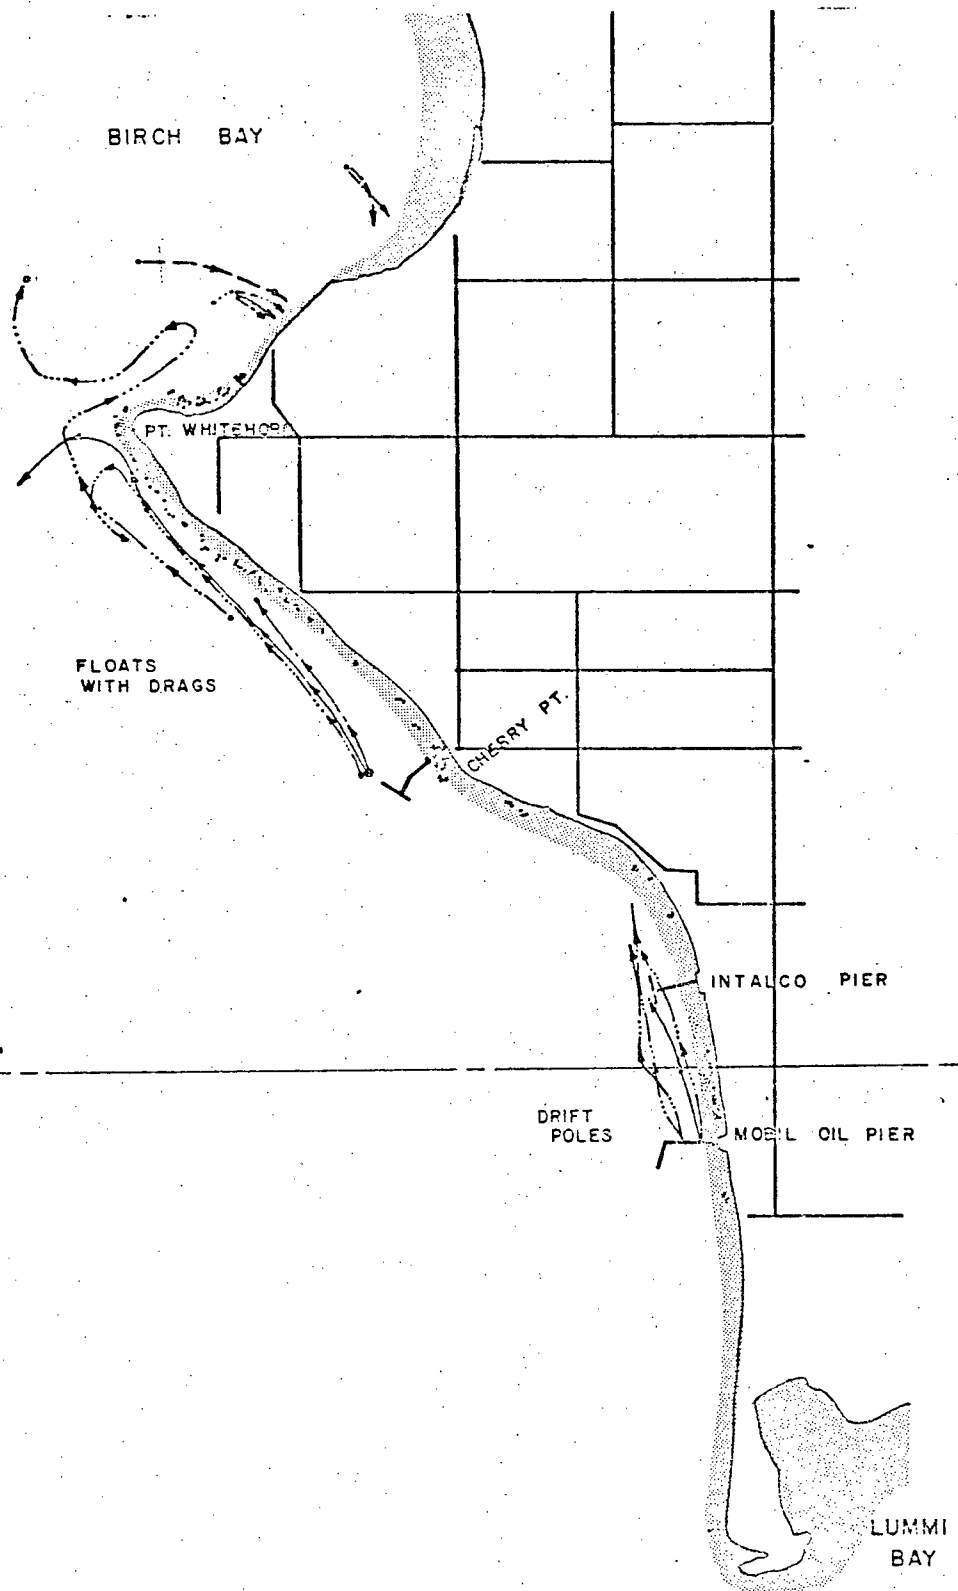 BIRCH BAY
PT. WHITEHORN
FLOATS
WITH DRAGS
CHERRY PT.
INTALCO PIER
DRIFT
POLES
MOBIL OIL PIER
LUMMI
BAY